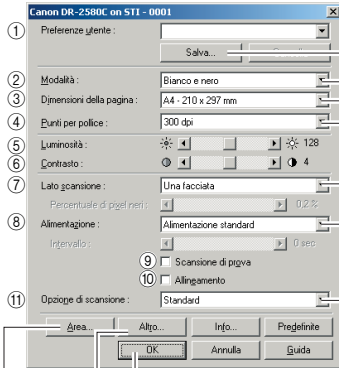 Canon DR-2580C on STI - 0001
① Preferenze utente :
Salva...
② Modalità : Bianco e nero
③ Dimensioni della pagina : A4 - 210 x 297 mm
④ Punti per pollice : 300 dpi
⑤ Luminosità : 128
⑥ Contrasto : 4
⑦ Lato scansione : Una facciata
Percentuale di pixel neri : 0,2 %
⑧ Alimentazione : Alimentazione standard
Intervallo : 0 sec
⑨ Scansione di prova
⑩ Allineamento
⑪ Opzione di scansione : Standard
Area... Altro... Info... Predefinite
OK Annulla Guida